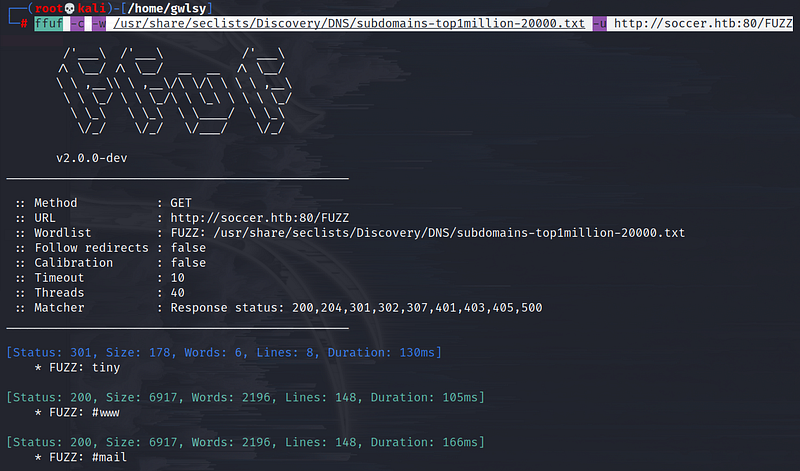 ┌──(root💀kali)-[/home/gwlsy]
└─# ffuf -c -w /usr/share/seclists/Discovery/DNS/subdomains-top1million-20000.txt -u http://soccer.htb:80/FUZZ
v2.0.0-dev
:: Method : GET
:: URL : http://soccer.htb:80/FUZZ
:: Wordlist : FUZZ: /usr/share/seclists/Discovery/DNS/subdomains-top1million-20000.txt
:: Follow redirects : false
:: Calibration : false
:: Timeout : 10
:: Threads : 40
:: Matcher : Response status: 200,204,301,302,307,401,403,405,500
[Status: 301, Size: 178, Words: 6, Lines: 8, Duration: 130ms]
* FUZZ: tiny
[Status: 200, Size: 6917, Words: 2196, Lines: 148, Duration: 105ms]
* FUZZ: #www
[Status: 200, Size: 6917, Words: 2196, Lines: 148, Duration: 166ms]
* FUZZ: #mail